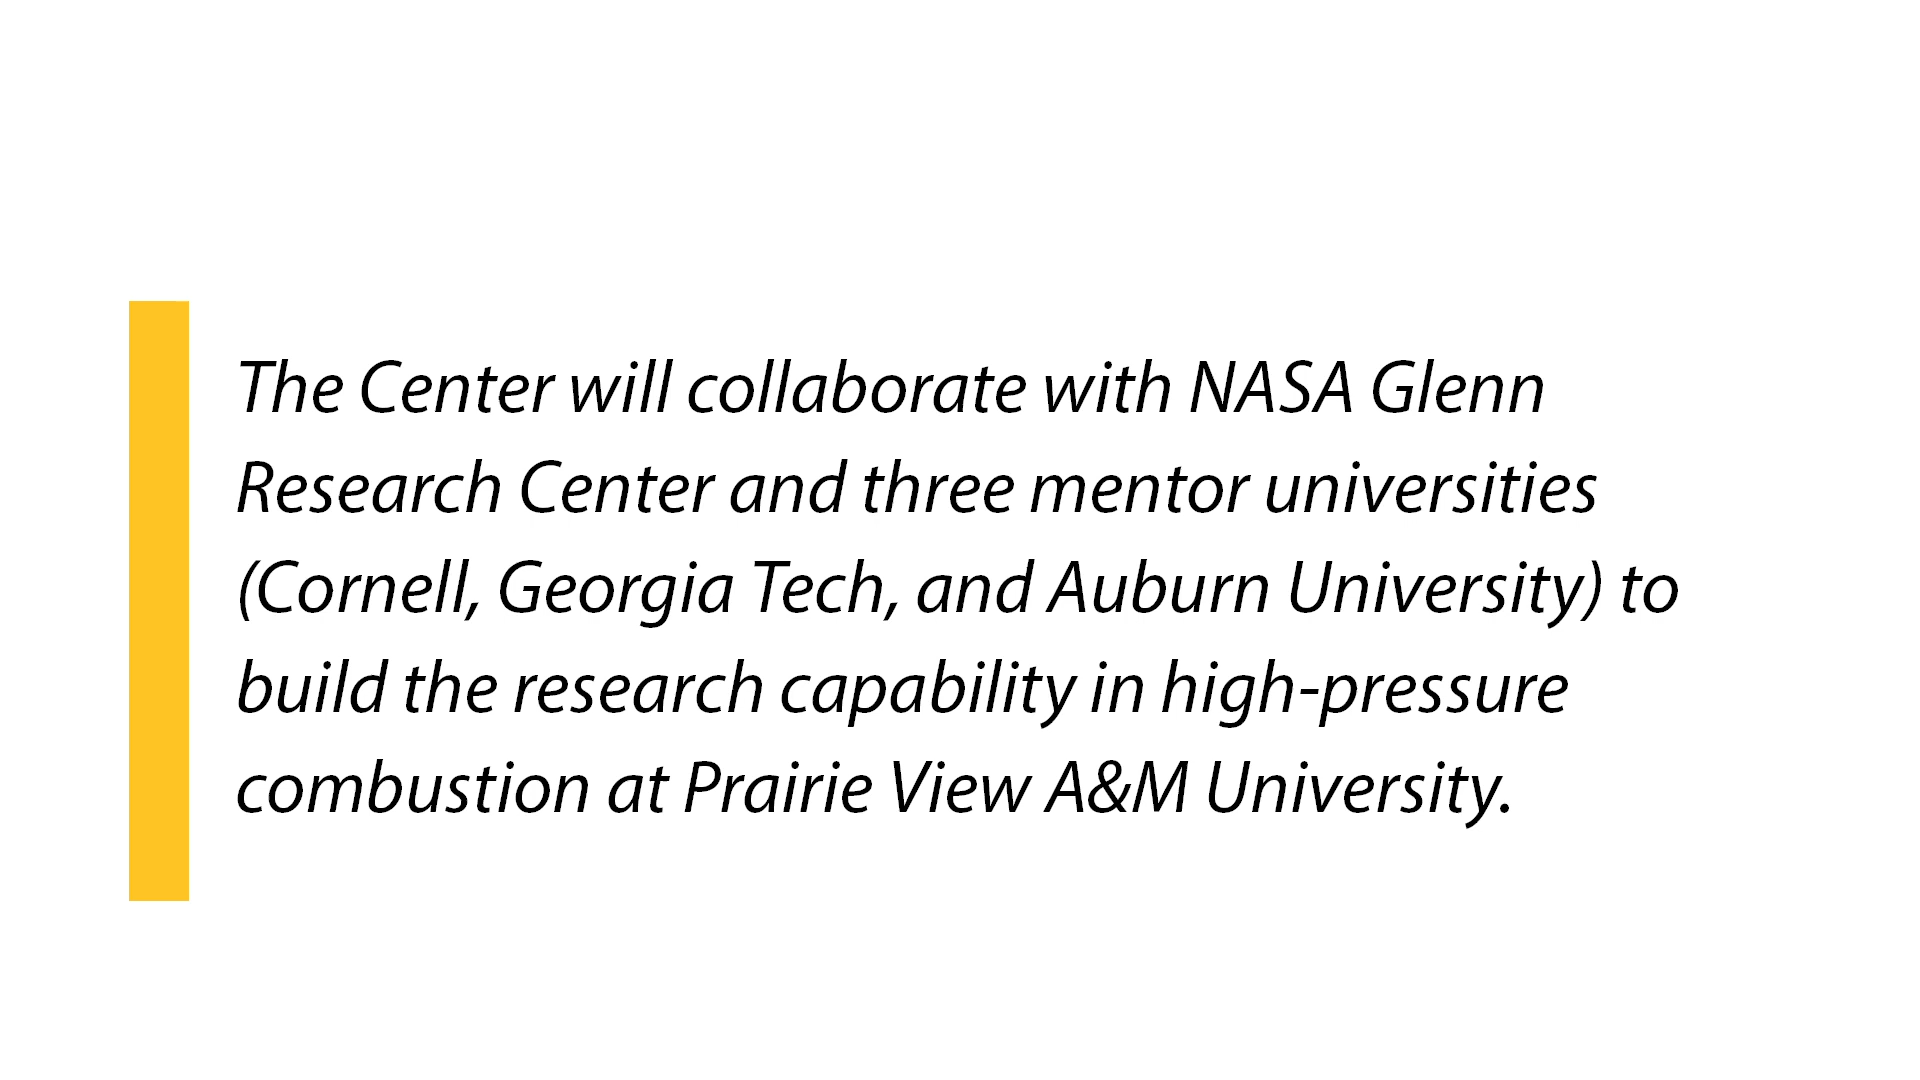 The Center will collaborate with NASA Glenn
Research Center and three mentor universities
(Cornell, Georgia Tech, and Auburn University) to
build the research capability in high-pressure
combustion at Prairie View A&M University.